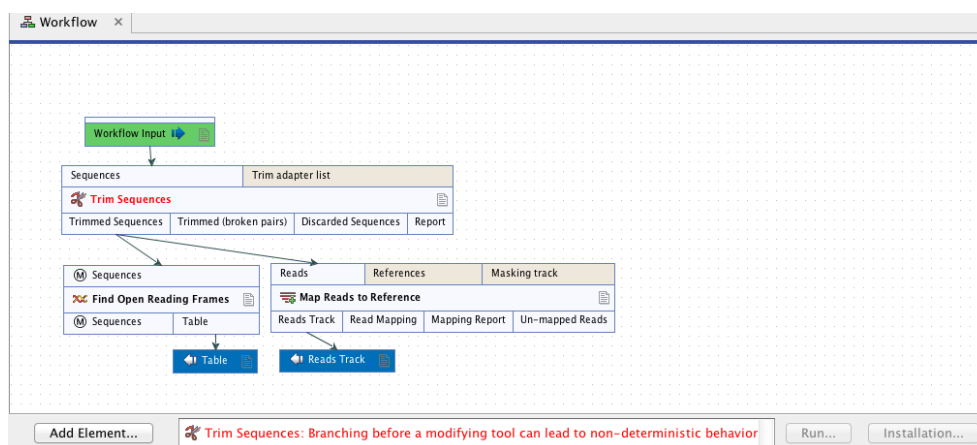 Workflow ×
Workflow Input
Sequences Trim adapter list
Trim Sequences
Trimmed Sequences Trimmed (broken pairs) Discarded Sequences Report
M Sequences
Find Open Reading Frames
M Sequences Table
Table
Reads References Masking track
Map Reads to Reference
Reads Track Read Mapping Mapping Report Un-mapped Reads
Reads Track
Add Element... Trim Sequences: Branching before a modifying tool can lead to non-deterministic behavior Run... Installation...